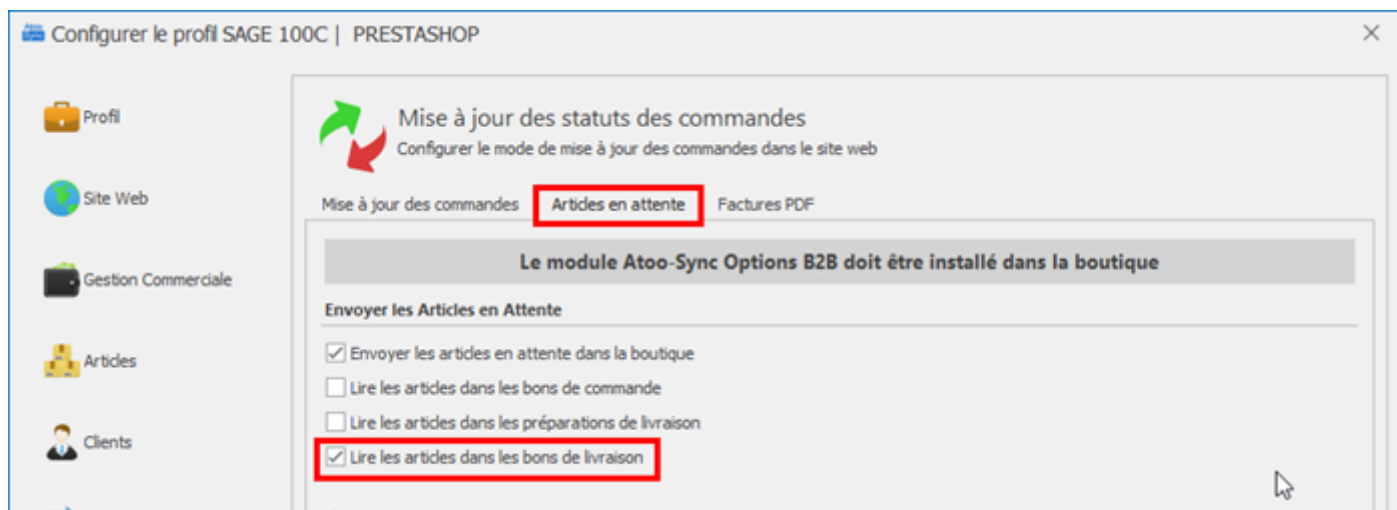 Configurer le profil SAGE 100C | PRESTASHOP
Profil
Site Web
Gestion Commerciale
Articles
Clients
Mise à jour des statuts des commandes
Configurer le mode de mise à jour des commandes dans le site web
Mise à jour des commandes Articles en attente Factures PDF
Le module Atoo-Sync Options B2B doit être installé dans la boutique
Envoyer les Articles en Attente
Envoyer les articles en attente dans la boutique
Lire les articles dans les bons de commande
Lire les articles dans les préparations de livraison
Lire les articles dans les bons de livraison